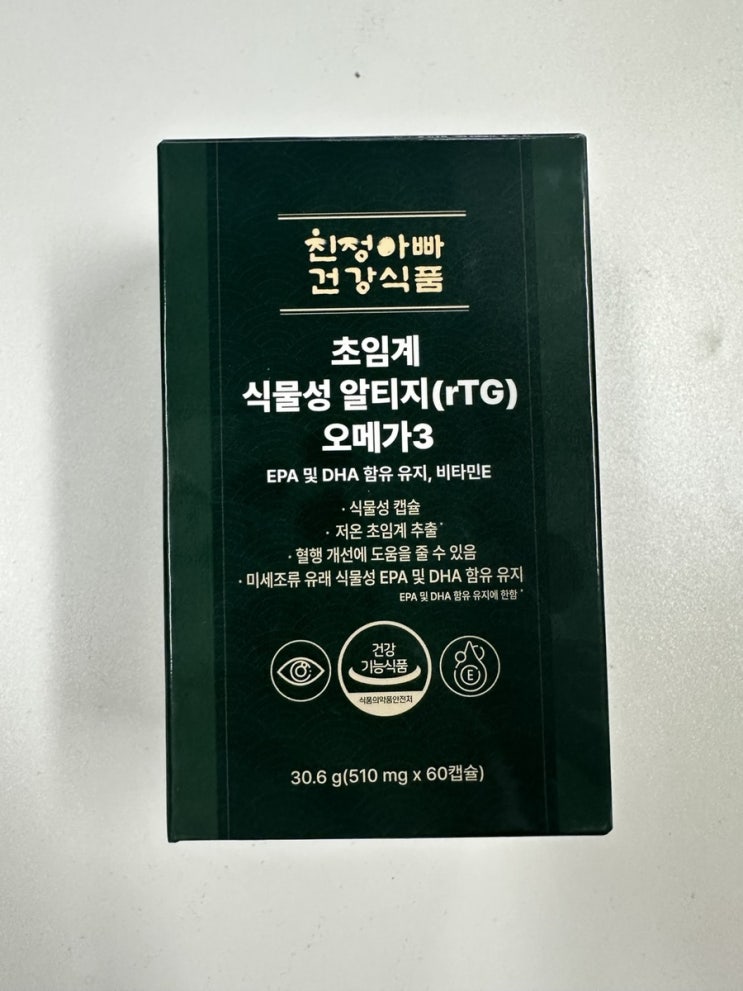 친정아빠
건강식품
초임계
식물성 알티지(rTG)
오메가3
EPA 및 DHA 함유 유지, 비타민E
· 식물성 캡슐
· 저온 초임계 추출*
· 혈행 개선에 도움을 줄 수 있음
· 미세조류 유래 식물성 EPA 및 DHA 함유 유지
EPA 및 DHA 함유 유지에 한함*
건강
기능식품
식품의약품안전처
E
30.6 g(510 mg x 60캡슐)